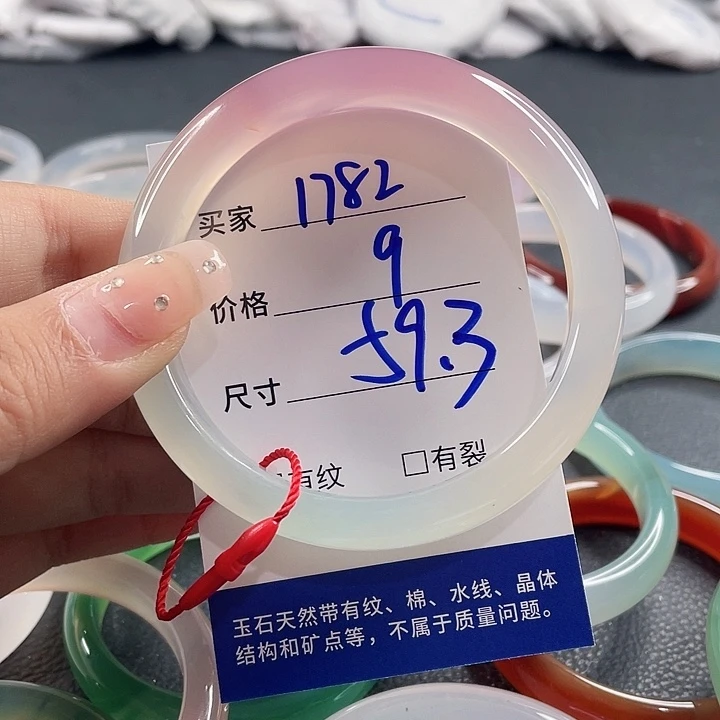 买家 1782
价格 9
尺寸 59.3
有纹 □有裂
玉石天然带有纹、棉、水线、晶体
结构和矿点等，不属于质量问题。